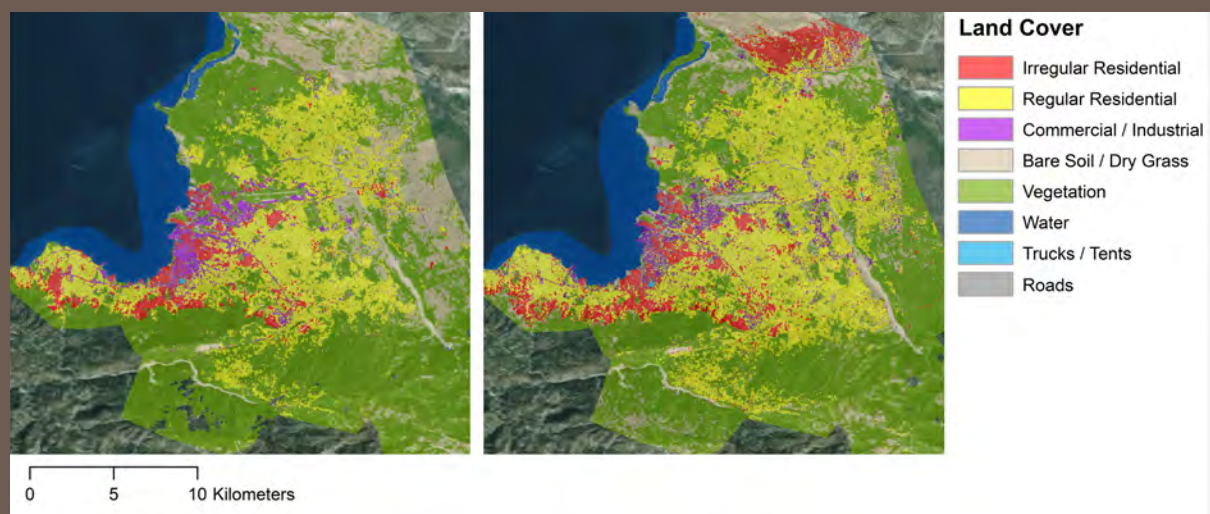 Land Cover
Irregular Residential
Regular Residential
Commercial / Industrial
Bare Soil / Dry Grass
Vegetation
Water
Trucks / Tents
Roads
0 5 10 Kilometers